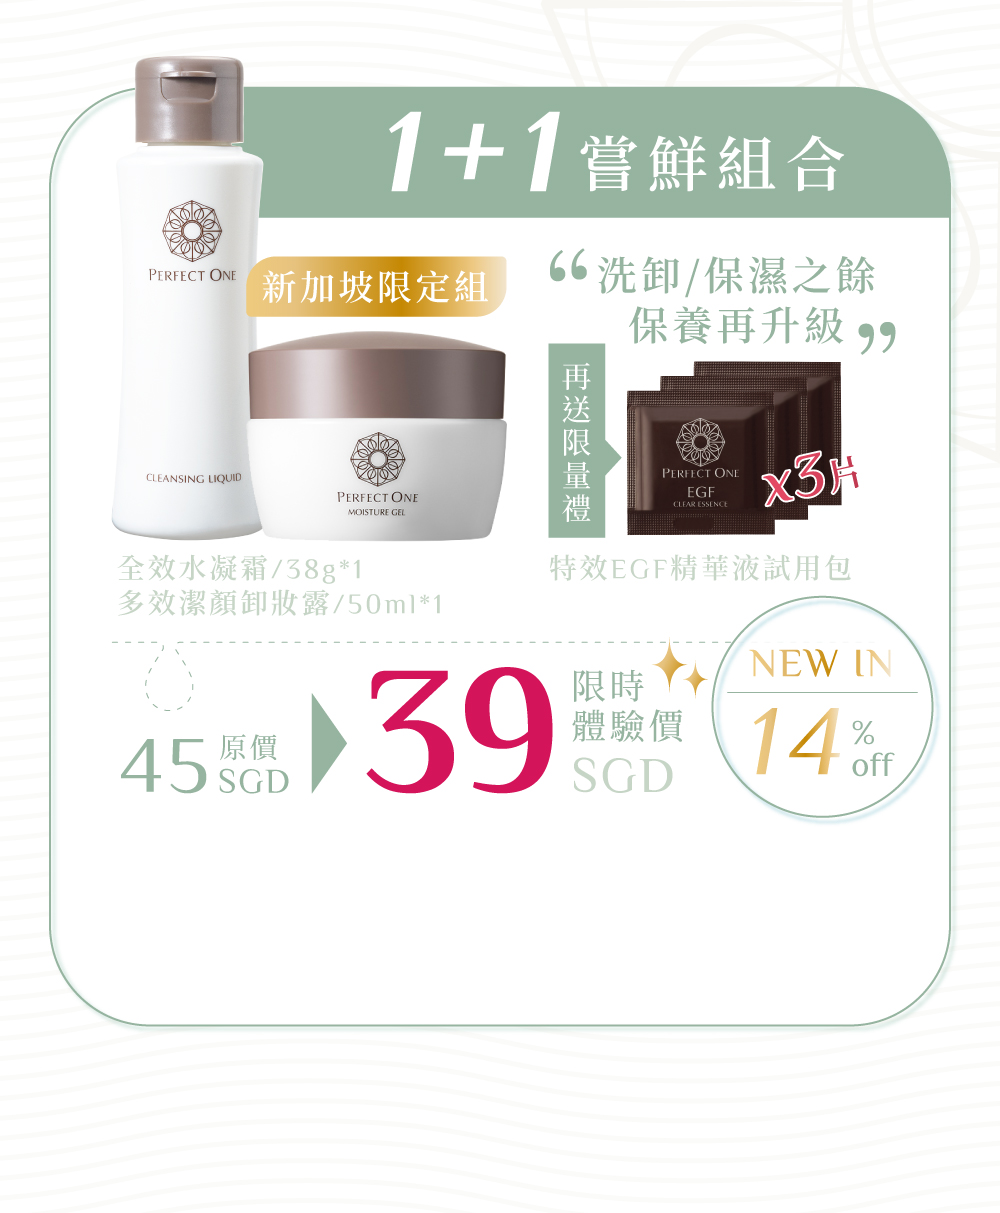 1+1嘗鮮組合
PERFECT ONE
CLEANSING LIQUID
新加坡限定組
PERFECT ONE
MOISTURE GEL
“洗卸/保濕之餘
保養再升級”
再送限量禮
PERFECT ONE
EGF
CLEAR ESSENCE
x3片
全效水凝霜/38g*1
多效潔顏卸妝露/50ml*1
特效EGF精華液試用包
45 原價
SGD
39 限時
體驗價
SGD
NEW IN
14%
off